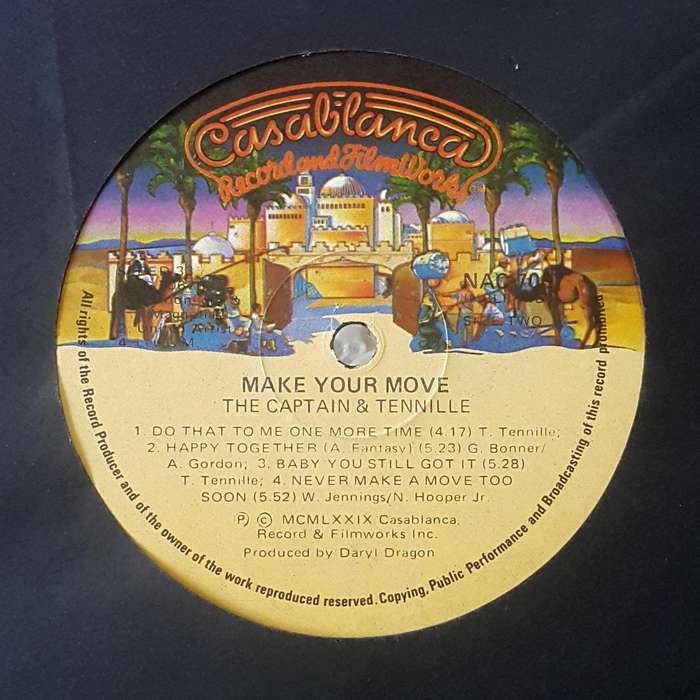 Casablanca
Record and FilmWorks
NAC 70
SIDE TWO
MAKE YOUR MOVE
THE CAPTAIN & TENNILLE
1. DO THAT TO ME ONE MORE TIME (4.17) T. Tennille;
2. HAPPY TOGETHER (A. Fantasy) (5.23) G. Bonner/
A. Gordon; 3. BABY YOU STILL GOT IT (5.28)
T. Tennille; 4. NEVER MAKE A MOVE TOO
SOON (5.52) W. Jennings/N. Hooper Jr.
Ⓟ © MCMLXXIX Casablanca,
Record & Filmworks Inc.
Produced by Daryl Dragon
All rights of the Record Producer and of the owner of the work reproduced reserved. Copying, Public Performance and Broadcasting of this record prohibited